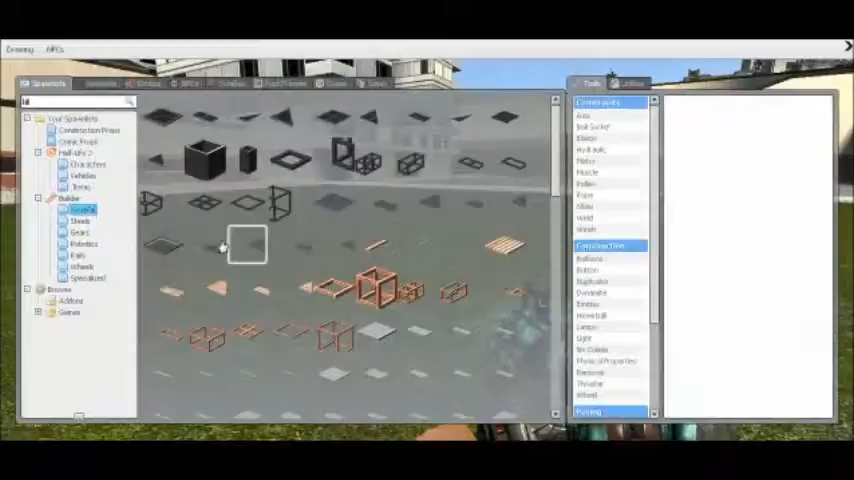 Drawing NPCs
Spawnlists
Tools
Utilities
Your Spawnlists
Construction Props
Comic Props
Half-Life 2
Characters
Vehicles
Items
Builder
Steads
Gears
Robotics
Rails
Wheels
Specialized
Browse
Addons
Games
Constraints
Axis
Ball Socket
Elastic
Hydraulic
Motor
Muscle
Pulley
Rope
Slider
Weld
Winch
Construction
Balloons
Button
Duplicator
Dynamite
Emitter
Hoverball
Lamps
Light
No Collide
Physical Properties
Remover
Thruster
Wheel
Posing